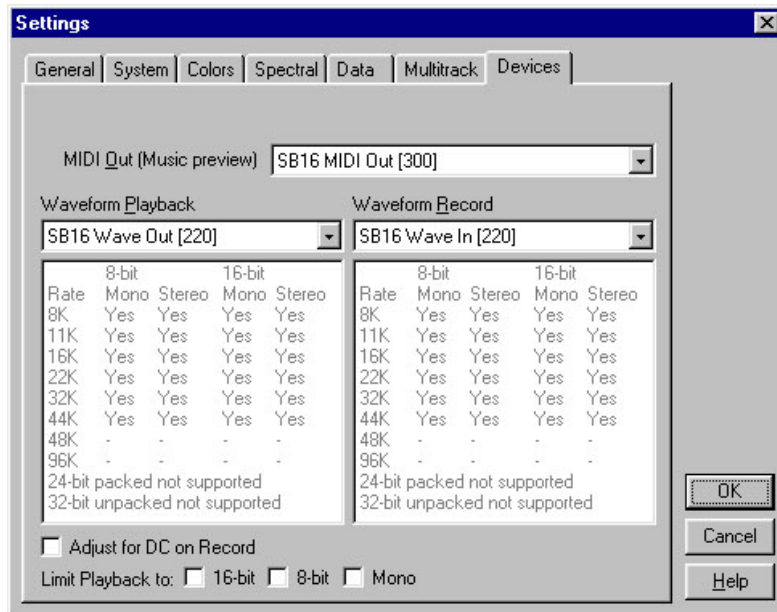 Settings
General System Colors Spectral Data Multitrack Devices
MIDI Out (Music preview) SB16 MIDI Out [300]
Waveform Playback
SB16 Wave Out [220]
8-bit 16-bit
Rate Mono Stereo Mono Stereo
8K Yes Yes Yes Yes
11K Yes Yes Yes Yes
16K Yes Yes Yes Yes
22K Yes Yes Yes Yes
32K Yes Yes Yes Yes
44K Yes Yes Yes Yes
48K - - - -
96K - - - -
24-bit packed not supported
32-bit unpacked not supported
Waveform Record
SB16 Wave In [220]
8-bit 16-bit
Rate Mono Stereo Mono Stereo
8K Yes Yes Yes Yes
11K Yes Yes Yes Yes
16K Yes Yes Yes Yes
22K Yes Yes Yes Yes
32K Yes Yes Yes Yes
44K Yes Yes Yes Yes
48K - - - -
96K - - - -
24-bit packed not supported
32-bit unpacked not supported
Adjust for DC on Record
Limit Playback to: 16-bit 8-bit Mono
OK
Cancel
Help